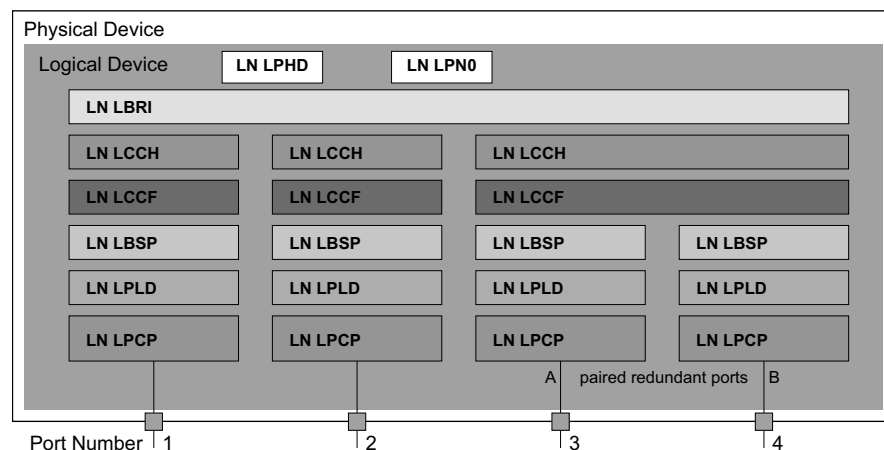 Physical Device
Logical Device LN LPHD LN LPN0
LN LBRI
LN LCCH LN LCCH LN LCCH
LN LCCF LN LCCF LN LCCF
LN LBSP LN LBSP LN LBSP LN LBSP
LN LPLD LN LPLD LN LPLD LN LPLD
LN LPCP LN LPCP LN LPCP LN LPCP
A paired redundant ports B
Port Number 1 2 3 4